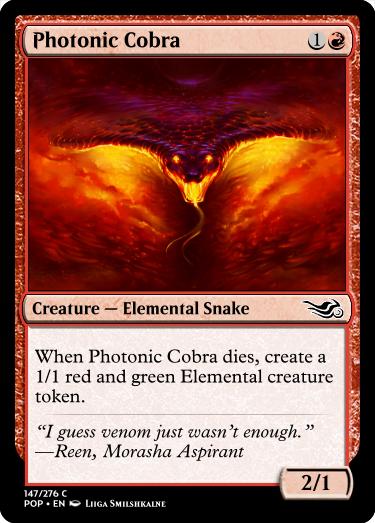 Photonic Cobra 1
Creature — Elemental Snake
When Photonic Cobra dies, create a
1/1 red and green Elemental creature
token.
“I guess venom just wasn't enough.”
—Reen, Morasha Aspirant
2/1
147/276 C
POP • EN Liiga Smilshkalne